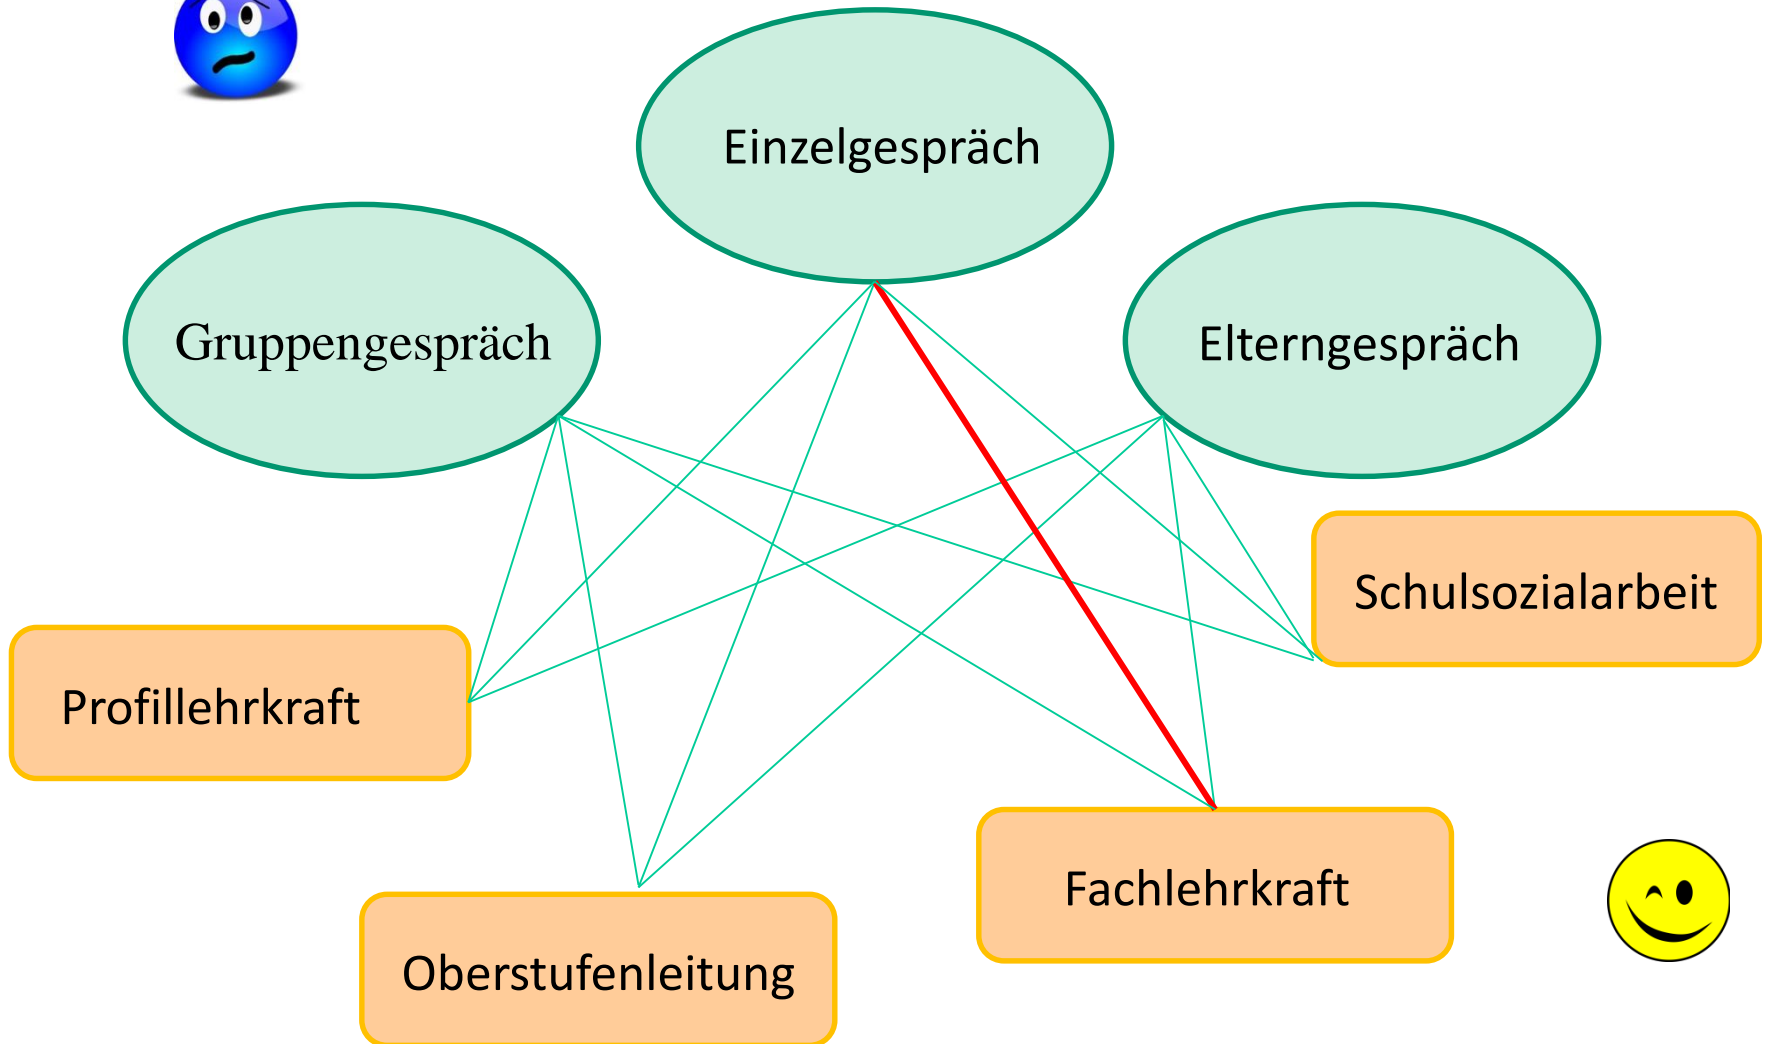 Einzelgespräch
Gruppengespräch
Elterngespräch
Schulsozialarbeit
Profillehrkraft
Fachlehrkraft
Oberstufenleitung